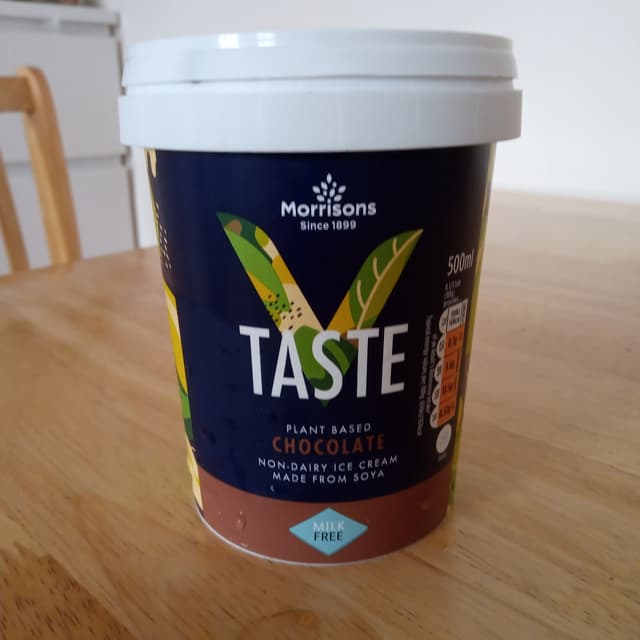 Morrisons
Since 1899
V
TASTE
500ml
PLANT BASED
CHOCOLATE
NON-DAIRY ICE CREAM
MADE FROM SOYA
MILK
FREE